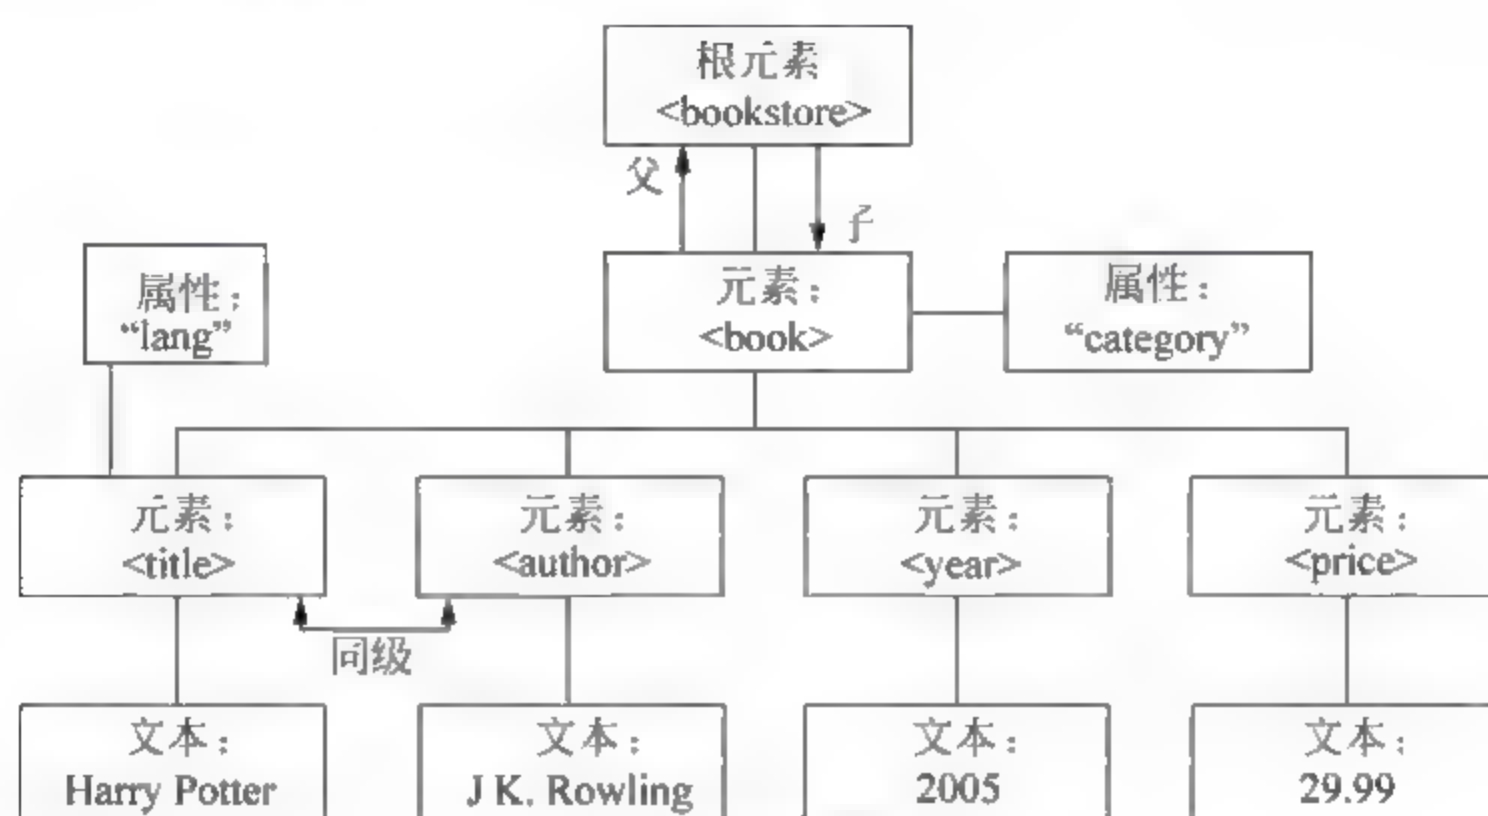 根元素
<bookstore>
父
子
属性：
“lang”
元素：
<book>
属性：
“category”
元素：
<title>
元素：
<author>
元素：
<year>
元素：
<price>
同级
文本：
Harry Potter
文本：
J K. Rowling
文本：
2005
文本：
29.99